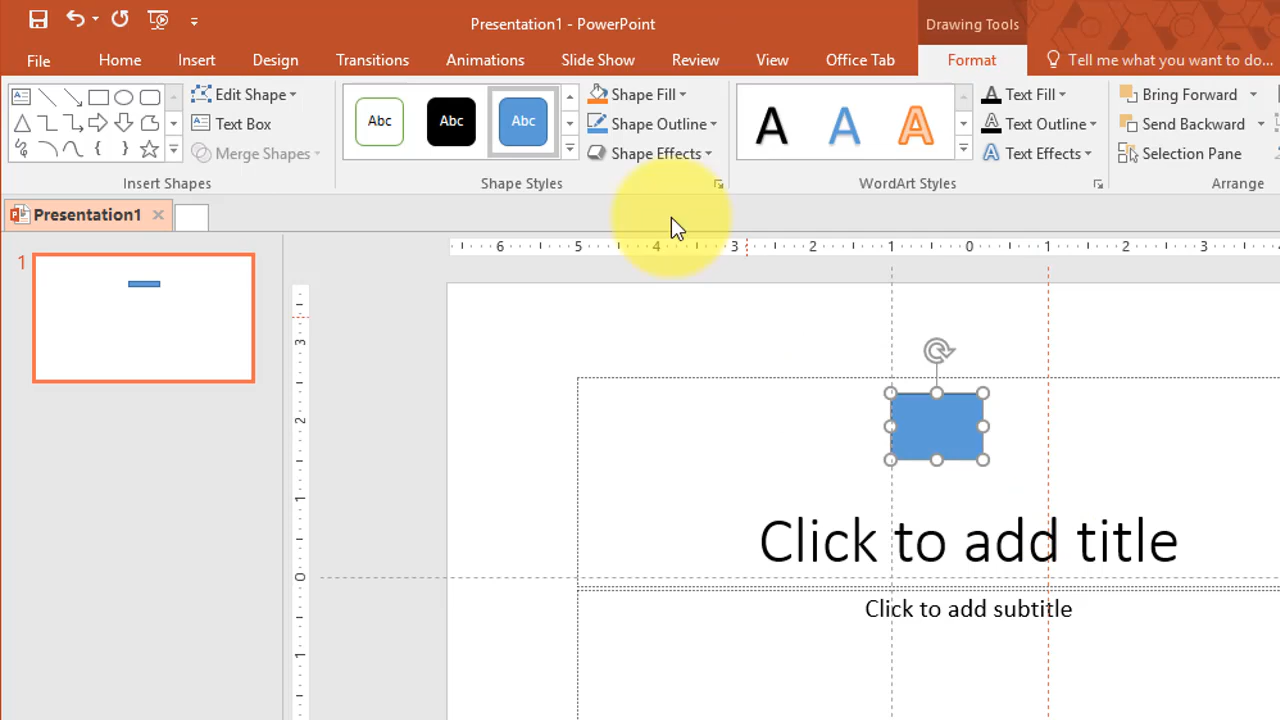 Presentation1 - PowerPoint
Drawing Tools
File Home Insert Design Transitions Animations Slide Show Review View Office Tab Format Tell me what you want to do...
Edit Shape
Text Box
Merge Shapes
Insert Shapes
Abc Abc Abc
Shape Fill
Shape Outline
Shape Effects
Shape Styles
A A A
Text Fill
Text Outline
Text Effects
WordArt Styles
Bring Forward
Send Backward
Selection Pane
Arrange
Presentation1
6 5 4 3 2 1 0 1 2 3
1
3
2
1
0
1
Click to add title
Click to add subtitle